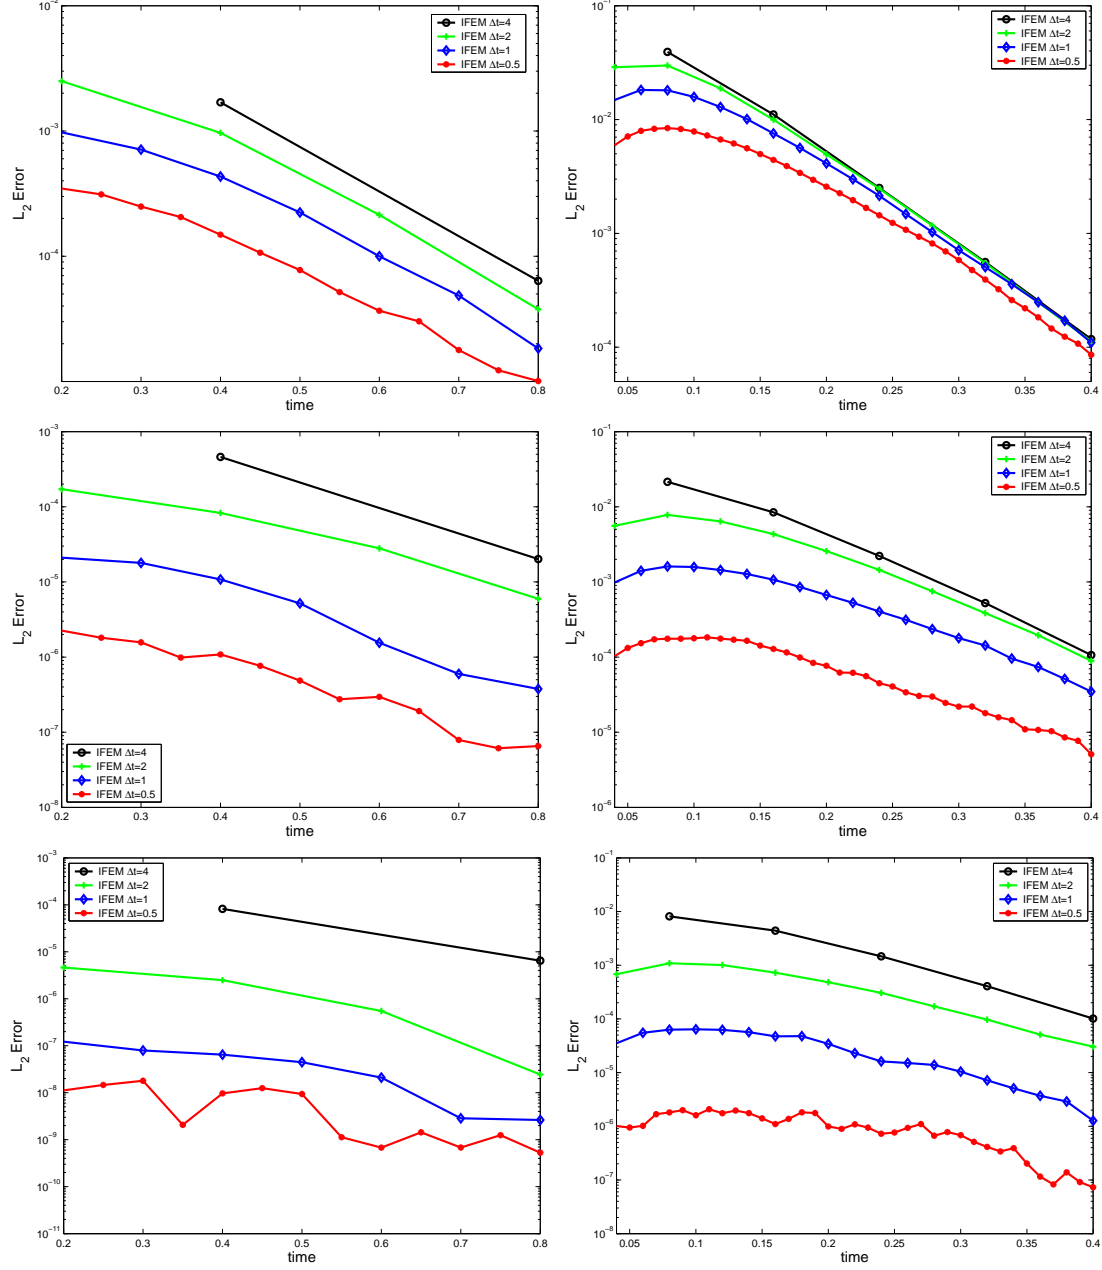 10^-2
10^-3
10^-4
L_2 Error
0.2 0.3 0.4 0.5 0.6 0.7 0.8
time
IFEM Δt=4
IFEM Δt=2
IFEM Δt=1
IFEM Δt=0.5
10^-1
10^-2
10^-3
10^-4
L_2 Error
0.05 0.1 0.15 0.2 0.25 0.3 0.35 0.4
time
IFEM Δt=4
IFEM Δt=2
IFEM Δt=1
IFEM Δt=0.5
10^-3
10^-4
10^-5
10^-6
10^-7
10^-8
L_2 Error
0.2 0.3 0.4 0.5 0.6 0.7 0.8
time
IFEM Δt=4
IFEM Δt=2
IFEM Δt=1
IFEM Δt=0.5
10^-1
10^-2
10^-3
10^-4
10^-5
10^-6
L_2 Error
0.05 0.1 0.15 0.2 0.25 0.3 0.35 0.4
time
IFEM Δt=4
IFEM Δt=2
IFEM Δt=1
IFEM Δt=0.5
10^-3
10^-4
10^-5
10^-6
10^-7
10^-8
10^-9
10^-10
10^-11
L_2 Error
0.2 0.3 0.4 0.5 0.6 0.7 0.8
time
IFEM Δt=4
IFEM Δt=2
IFEM Δt=1
IFEM Δt=0.5
10^-1
10^-2
10^-3
10^-4
10^-5
10^-6
10^-7
10^-8
L_2 Error
0.05 0.1 0.15 0.2 0.25 0.3 0.35 0.4
time
IFEM Δt=4
IFEM Δt=2
IFEM Δt=1
IFEM Δt=0.5